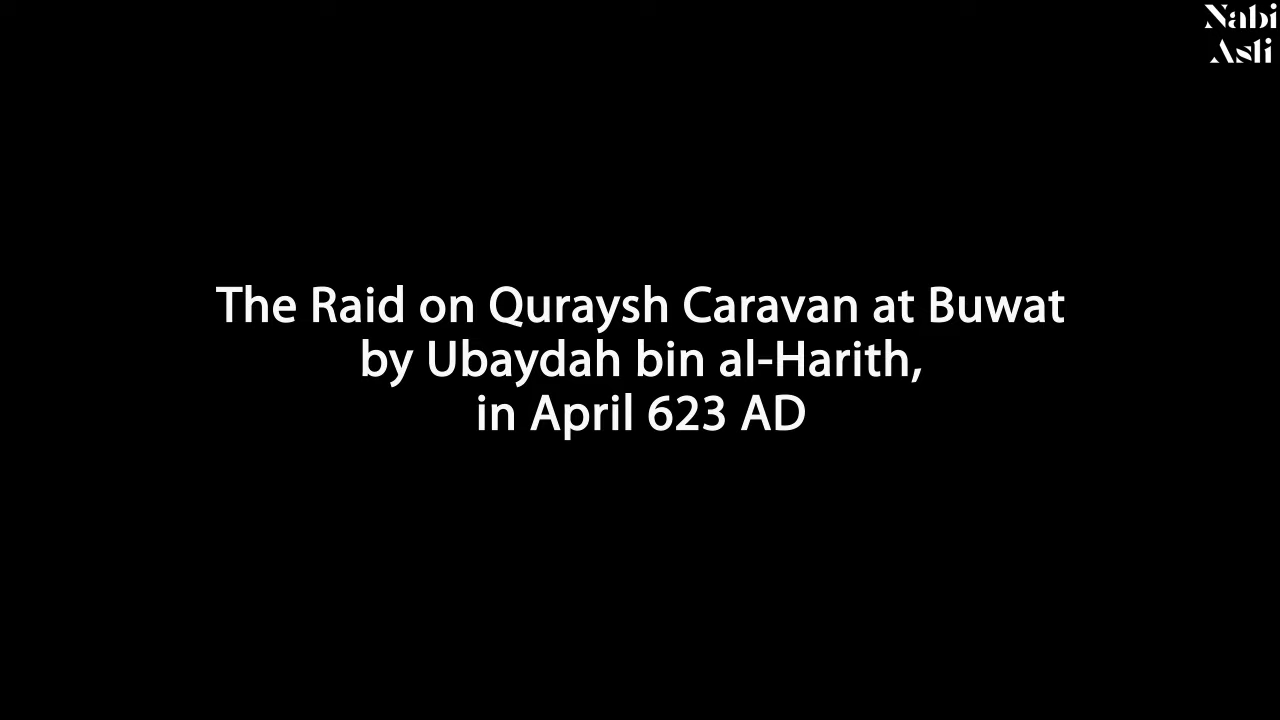 Nabi
Asli
The Raid on Quraysh Caravan at Buwat
by Ubaydah bin al-Harith,
in April 623 AD